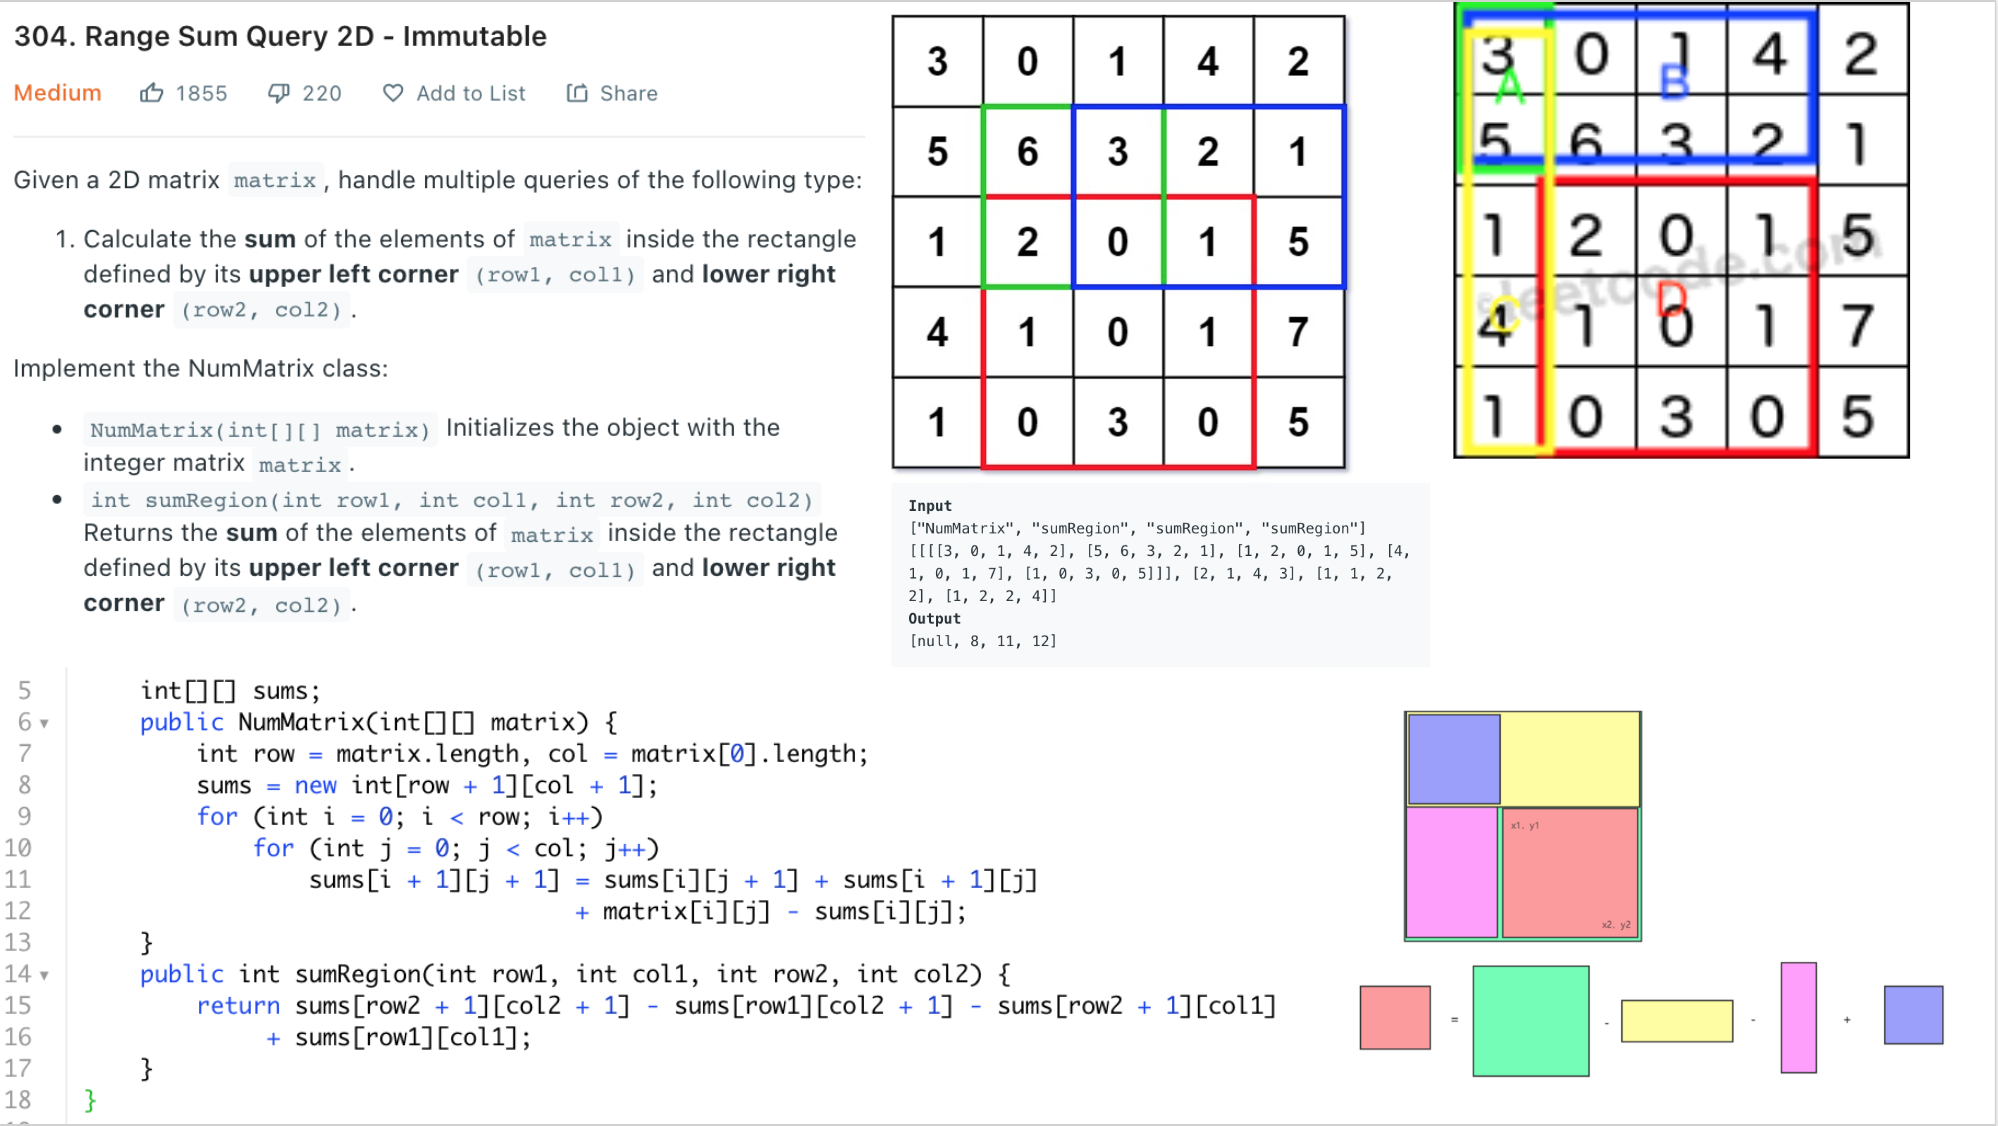 304. Range Sum Query 2D - Immutable
Medium 1855 220 Add to List Share
Given a 2D matrix matrix , handle multiple queries of the following type:
1. Calculate the sum of the elements of matrix inside the rectangle
defined by its upper left corner (row1, col1) and lower right
corner (row2, col2) .
Implement the NumMatrix class:
• NumMatrix(int[][] matrix) Initializes the object with the
integer matrix matrix .
• int sumRegion(int row1, int col1, int row2, int col2)
Returns the sum of the elements of matrix inside the rectangle
defined by its upper left corner (row1, col1) and lower right
corner (row2, col2) .
3 0 1 4 2
5 6 3 2 1
1 2 0 1 5
4 1 0 1 7
1 0 3 0 5
Input
["NumMatrix", "sumRegion", "sumRegion", "sumRegion"]
[[[[3, 0, 1, 4, 2], [5, 6, 3, 2, 1], [1, 2, 0, 1, 5], [4,
1, 0, 1, 7], [1, 0, 3, 0, 5]]], [2, 1, 4, 3], [1, 1, 2,
2], [1, 2, 2, 4]]
Output
[null, 8, 11, 12]
3 0 1 4 2
A B
5 6 3 2 1
1 2 0 1 5
leetcode.com
C D
4 1 0 1 7
1 0 3 0 5
5 int[][] sums;
6 public NumMatrix(int[][] matrix) {
7 int row = matrix.length, col = matrix[0].length;
8 sums = new int[row + 1][col + 1];
9 for (int i = 0; i < row; i++)
10 for (int j = 0; j < col; j++)
11 sums[i + 1][j + 1] = sums[i][j + 1] + sums[i + 1][j]
12 + matrix[i][j] - sums[i][j];
13 }
14 public int sumRegion(int row1, int col1, int row2, int col2) {
15 return sums[row2 + 1][col2 + 1] - sums[row1][col2 + 1] - sums[row2 + 1][col1]
16 + sums[row1][col1];
17 }
18 }
x1, y1
x2, y2
= - - +